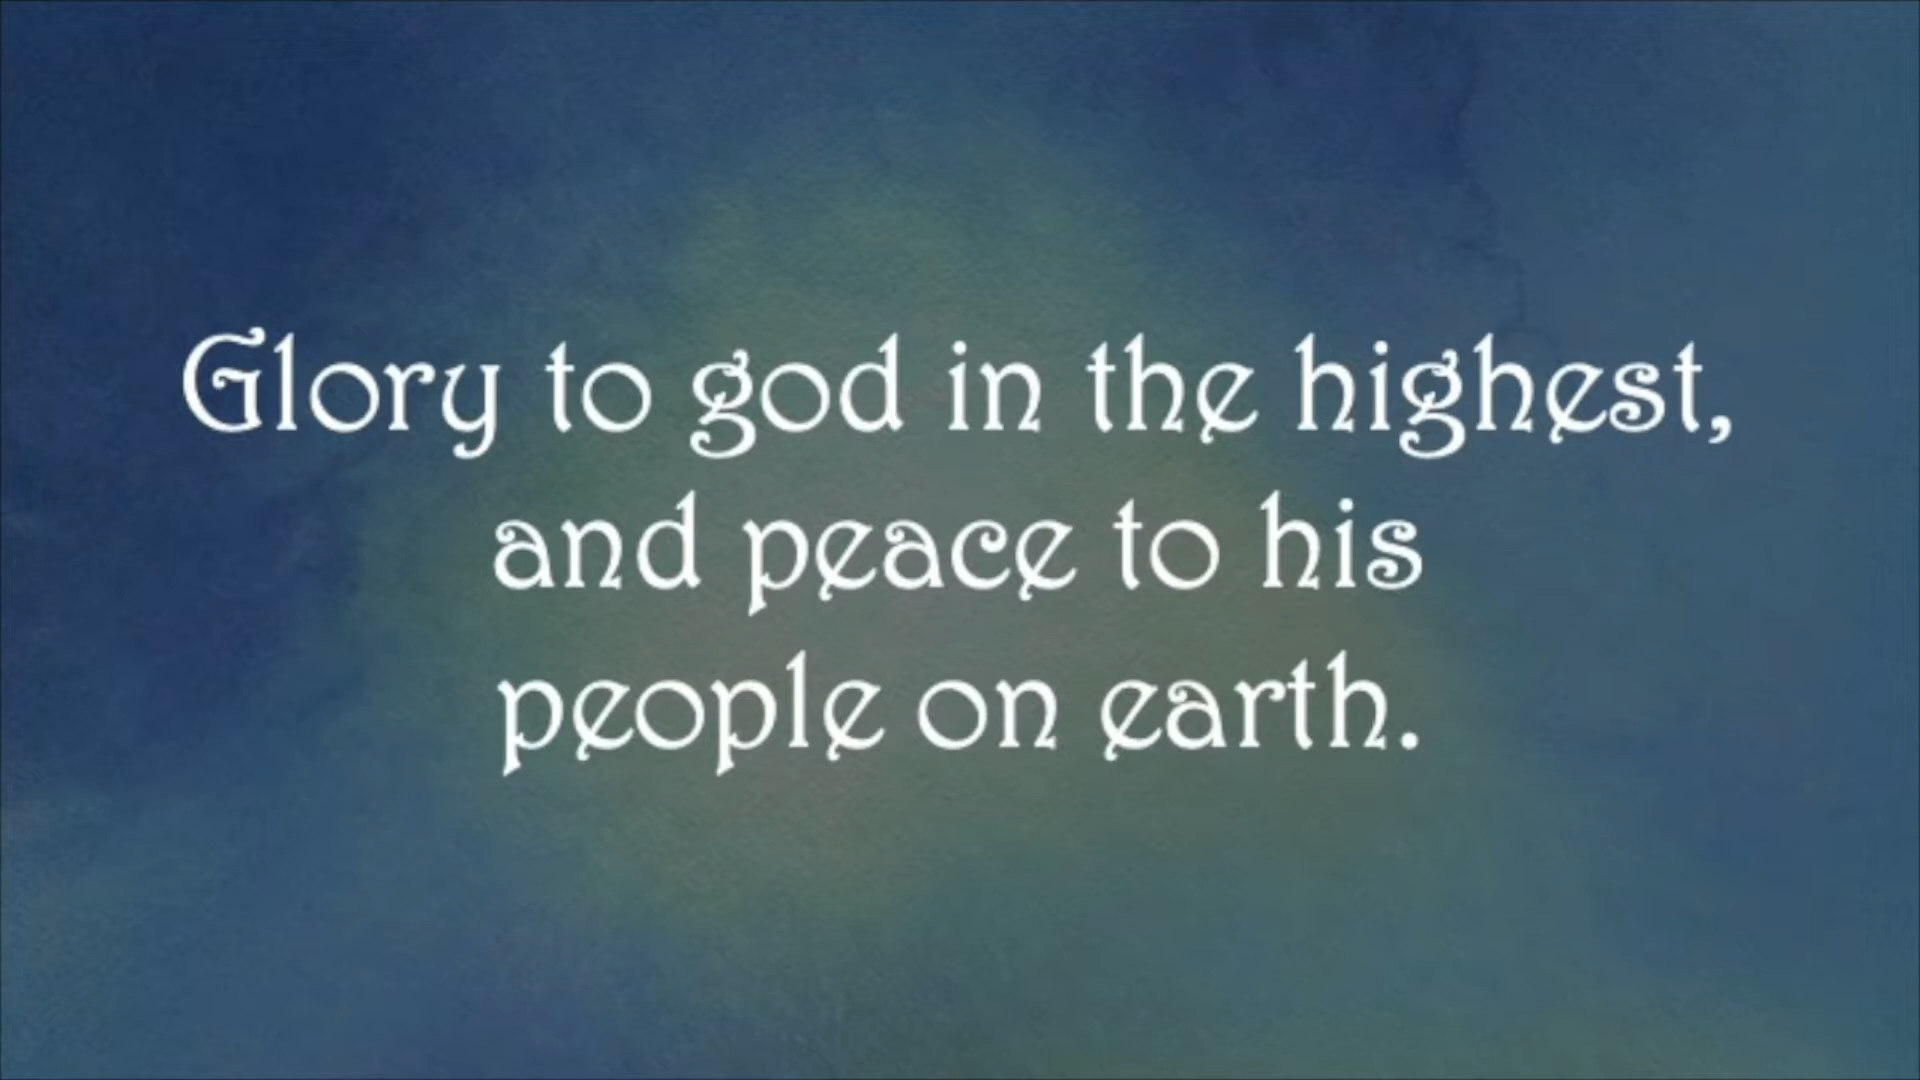 Glory to god in the highest,
and peace to his
people on earth.